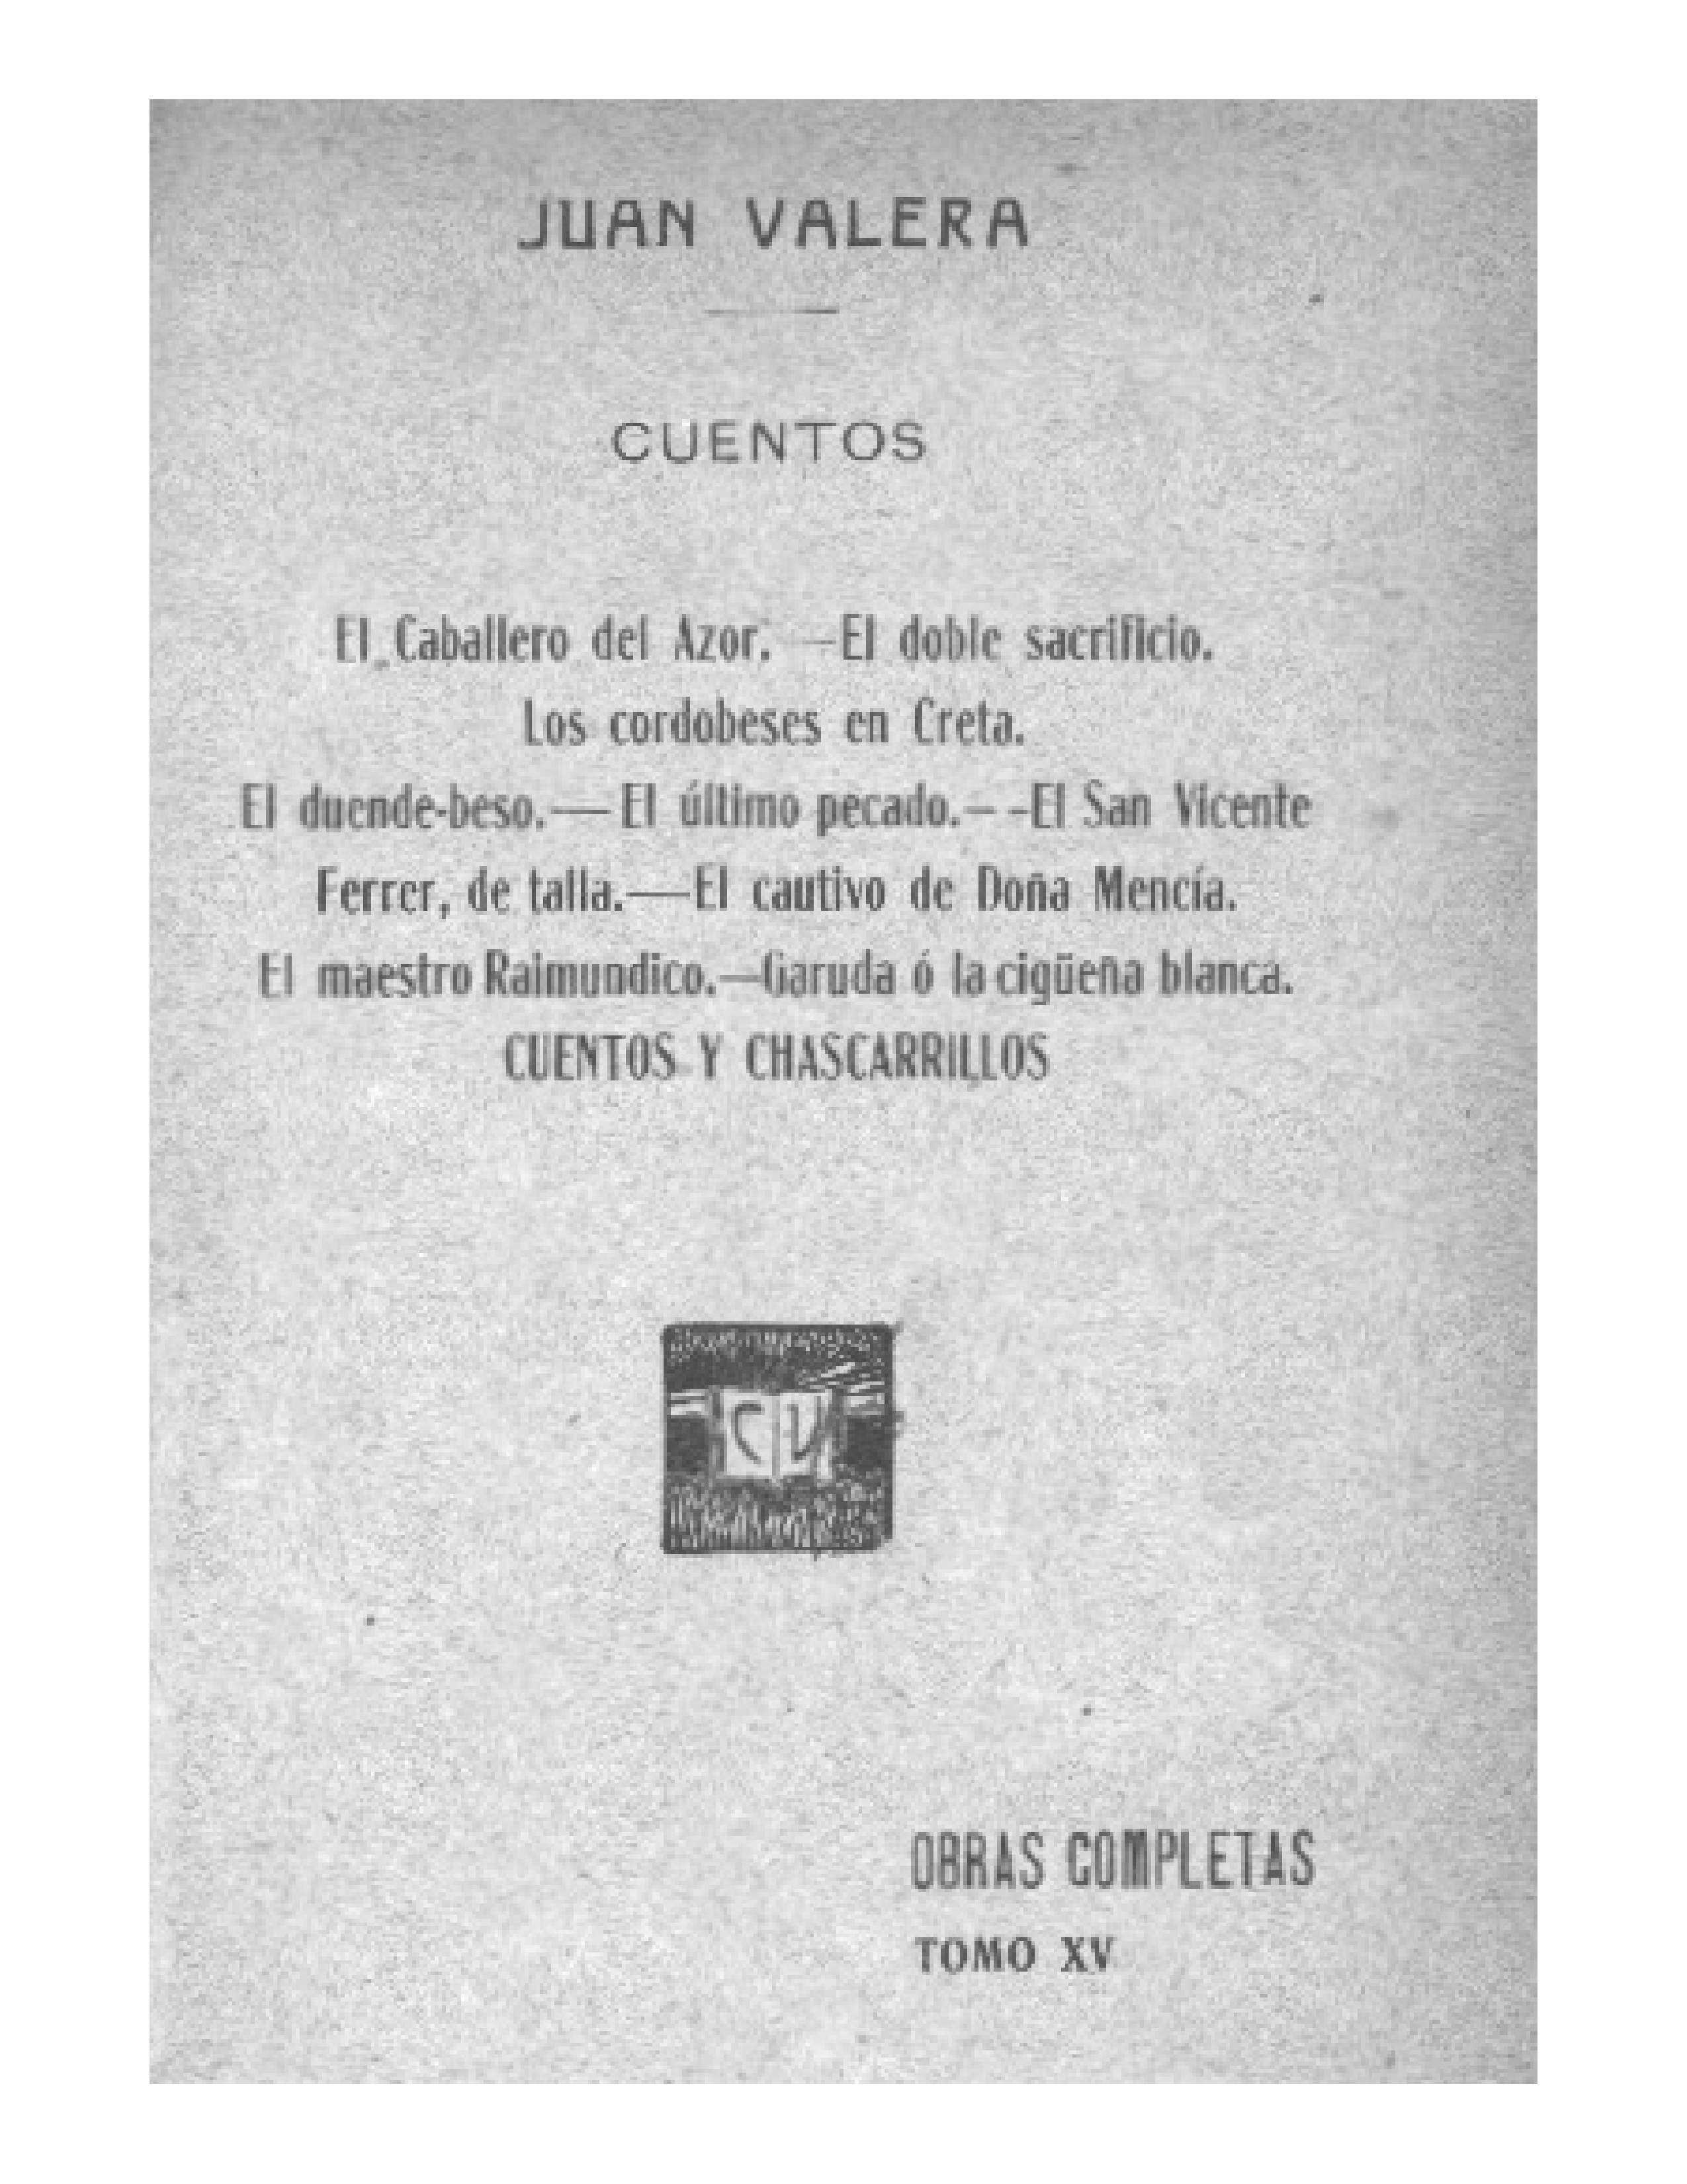 JUAN VALERA
CUENTOS
El Caballero del Azor. —El doble sacrificio.
Los cordobeses en Creta.
El duende-beso.— El último pecado.– -El San Vicente
Ferrer, de talla.—El cautivo de Doña Mencía.
El maestro Raimundico.—Garuda ó la cigüeña blanca.
CUENTOS Y CHASCARRILLOS
C V
OBRAS COMPLETAS
TOMO XV